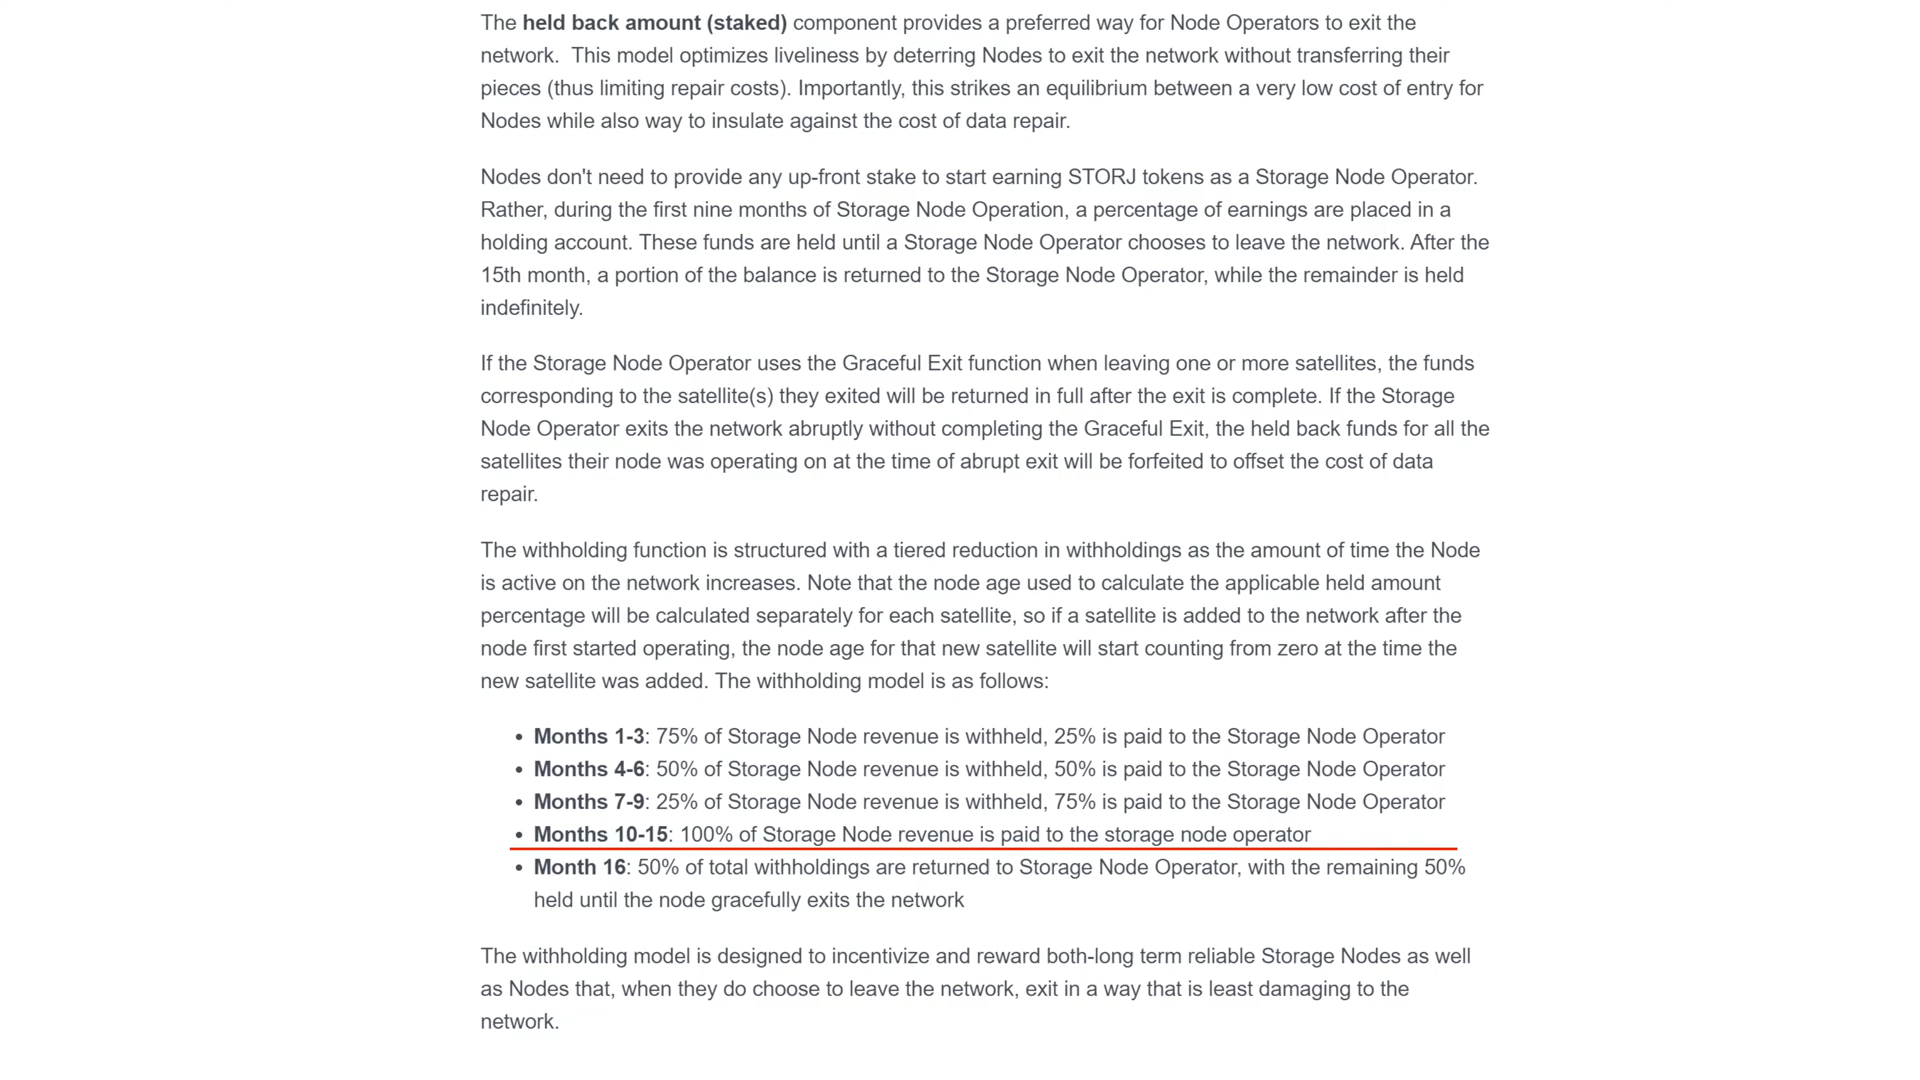 The held back amount (staked) component provides a preferred way for Node Operators to exit the
network.  This model optimizes liveliness by deterring Nodes to exit the network without transferring their
pieces (thus limiting repair costs). Importantly, this strikes an equilibrium between a very low cost of entry for
Nodes while also way to insulate against the cost of data repair.
Nodes don't need to provide any up-front stake to start earning STORJ tokens as a Storage Node Operator.
Rather, during the first nine months of Storage Node Operation, a percentage of earnings are placed in a
holding account. These funds are held until a Storage Node Operator chooses to leave the network. After the
15th month, a portion of the balance is returned to the Storage Node Operator, while the remainder is held
indefinitely.
If the Storage Node Operator uses the Graceful Exit function when leaving one or more satellites, the funds
corresponding to the satellite(s) they exited will be returned in full after the exit is complete. If the Storage
Node Operator exits the network abruptly without completing the Graceful Exit, the held back funds for all the
satellites their node was operating on at the time of abrupt exit will be forfeited to offset the cost of data
repair.
The withholding function is structured with a tiered reduction in withholdings as the amount of time the Node
is active on the network increases. Note that the node age used to calculate the applicable held amount
percentage will be calculated separately for each satellite, so if a satellite is added to the network after the
node first started operating, the node age for that new satellite will start counting from zero at the time the
new satellite was added. The withholding model is as follows:
• Months 1-3: 75% of Storage Node revenue is withheld, 25% is paid to the Storage Node Operator
• Months 4-6: 50% of Storage Node revenue is withheld, 50% is paid to the Storage Node Operator
• Months 7-9: 25% of Storage Node revenue is withheld, 75% is paid to the Storage Node Operator
• Months 10-15: 100% of Storage Node revenue is paid to the storage node operator
• Month 16: 50% of total withholdings are returned to Storage Node Operator, with the remaining 50%
held until the node gracefully exits the network
The withholding model is designed to incentivize and reward both-long term reliable Storage Nodes as well
as Nodes that, when they do choose to leave the network, exit in a way that is least damaging to the
network.